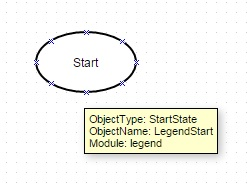 Start
ObjectType: StartState
ObjectName: LegendStart
Module: legend